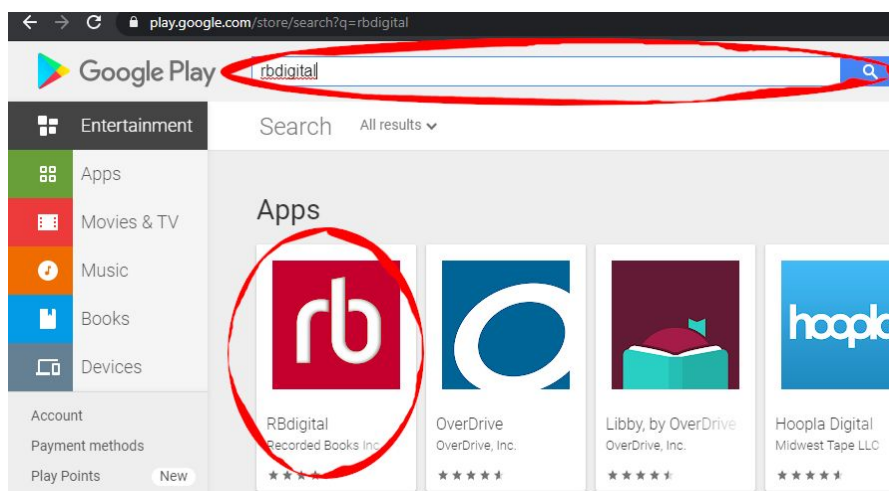 play.google.com/store/search?q=rbdigital
Google Play
rbdigital
Entertainment
Search
All results
Apps
Movies & TV
Music
Books
Devices
Account
Payment methods
Play Points
New
Apps
rb
RBdigital
Recorded Books Inc.
OverDrive
OverDrive, Inc.
Libby, by OverDrive
OverDrive, Inc.
hoopla
Hoopla Digital
Midwest Tape LLC